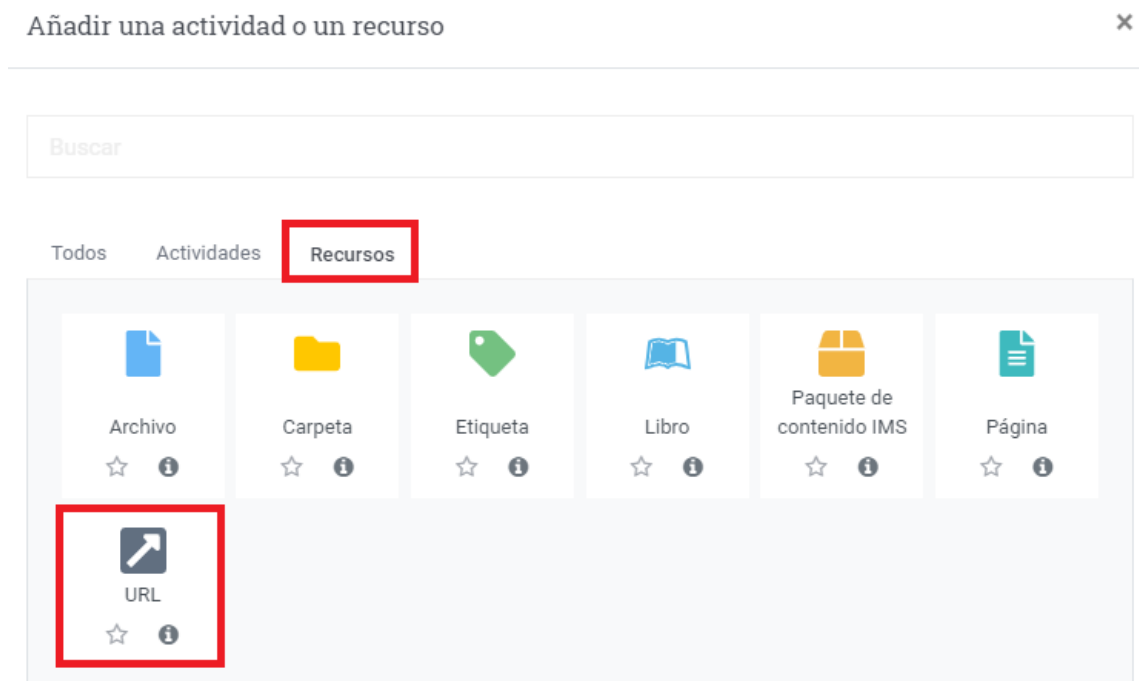 Añadir una actividad o un recurso ×
Buscar
Todos Actividades Recursos
Archivo Carpeta Etiqueta Libro Paquete de contenido IMS Página
URL